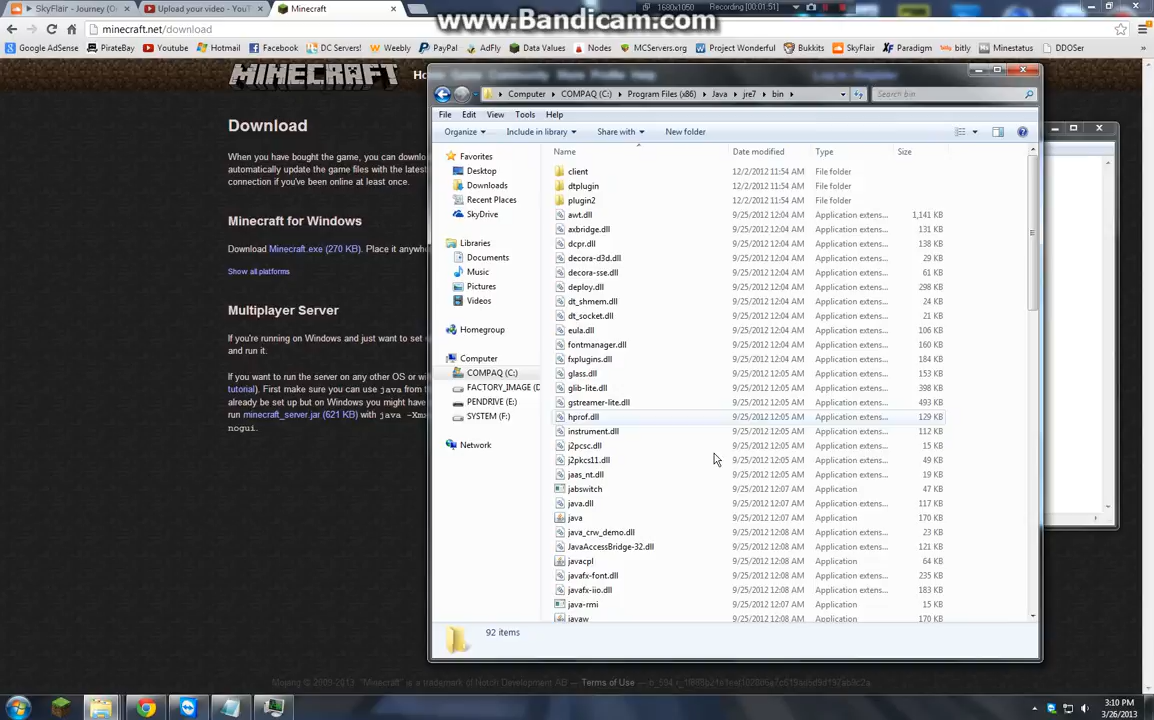 www.Bandicam.com
1680x1050 Recording [0:01:51]
SkyFlair - Journey (O
Upload your video - YouT
Minecraft
minecraft.net/download
Google AdSense PirateBay Youtube Hotmail Facebook DC Servers! Weebly PayPal AdFly Data Values Nodes MCServers.org Project Wonderful Bukkits SkyFlair Paradigm bitly Minestatus DDOSer
MINECRAFT
Download
When you have bought the game, you can downlo
automatically update the game files with the latest
connection if you've been online at least once.
Minecraft for Windows
Download Minecraft.exe (270 KB). Place it anywhe
Show all platforms
Multiplayer Server
If you're running on Windows and just want to set
and run it.
If you want to run the server on any other OS or wi
tutorial). First make sure you can use java from t
already be set up but on Windows you might have
run minecraft_server.jar (621 KB) with java -Xmx
nogui.
Mojang © 2009-2013. "Minecraft" is a trademark of Notch Development AB — Terms of Use
Computer COMPAQ (C:) Program Files (x86) Java jre7 bin
Search bin
File Edit View Tools Help
Organize Include in library Share with New folder
Favorites
Desktop
Downloads
Recent Places
SkyDrive
Libraries
Documents
Music
Pictures
Videos
Homegroup
Computer
COMPAQ (C:)
FACTORY_IMAGE (D
PENDRIVE (E:)
SYSTEM (F:)
Network
Name Date modified Type Size
client 12/2/2012 11:54 AM File folder
dtplugin 12/2/2012 11:54 AM File folder
plugin2 12/2/2012 11:54 AM File folder
awt.dll 9/25/2012 12:04 AM Application extens... 1,141 KB
axbridge.dll 9/25/2012 12:04 AM Application extens... 131 KB
dcpr.dll 9/25/2012 12:04 AM Application extens... 138 KB
decora-d3d.dll 9/25/2012 12:04 AM Application extens... 29 KB
decora-sse.dll 9/25/2012 12:04 AM Application extens... 61 KB
deploy.dll 9/25/2012 12:04 AM Application extens... 298 KB
dt_shmem.dll 9/25/2012 12:04 AM Application extens... 24 KB
dt_socket.dll 9/25/2012 12:04 AM Application extens... 21 KB
eula.dll 9/25/2012 12:04 AM Application extens... 106 KB
fontmanager.dll 9/25/2012 12:04 AM Application extens... 160 KB
fxplugins.dll 9/25/2012 12:04 AM Application extens... 184 KB
glass.dll 9/25/2012 12:04 AM Application extens... 153 KB
glib-lite.dll 9/25/2012 12:04 AM Application extens... 398 KB
gstreamer-lite.dll 9/25/2012 12:05 AM Application extens... 493 KB
hprof.dll 9/25/2012 12:05 AM Application extens... 129 KB
instrument.dll 9/25/2012 12:05 AM Application extens... 112 KB
j2pcsc.dll 9/25/2012 12:05 AM Application extens... 16 KB
j2pkcs11.dll 9/25/2012 12:05 AM Application extens... 49 KB
jaas_nt.dll 9/25/2012 12:05 AM Application extens... 19 KB
jabswitch 9/25/2012 12:07 AM Application 47 KB
java.dll 9/25/2012 12:07 AM Application extens... 117 KB
java 9/25/2012 12:08 AM Application 170 KB
java_crw_demo.dll 9/25/2012 12:08 AM Application extens... 23 KB
JavaAccessBridge-32.dll 9/25/2012 12:08 AM Application extens... 121 KB
javacpl 9/25/2012 12:08 AM Application 64 KB
javafx-font.dll 9/25/2012 12:08 AM Application extens... 235 KB
javafx-iio.dll 9/25/2012 12:08 AM Application extens... 183 KB
java-rmi 9/25/2012 12:07 AM Application 15 KB
javaw 9/25/2012 12:08 AM Application 170 KB
92 items
3:10 PM
3/26/2013